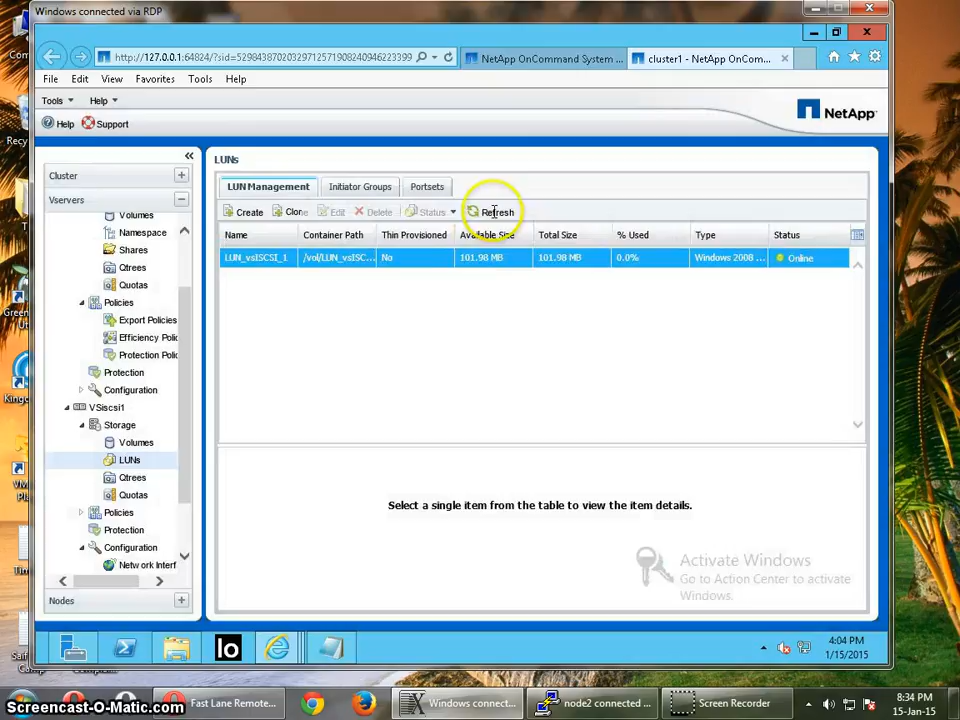 Windows connected via RDP
http://127.0.0.1:64824/?sid=52984387020329712571908240946223399
NetApp OnCommand System ...
cluster1 - NetApp OnCom...
File Edit View Favorites Tools Help
Tools Help
NetApp
Help Support
LUNs
Cluster
Vservers
Volumes
Namespace
Shares
Qtrees
Quotas
Policies
Export Policies
Efficiency Polic
Protection Polic
Protection
Configuration
VSiscsi1
Storage
Volumes
LUNs
Qtrees
Quotas
Policies
Protection
Configuration
Network Interf
Nodes
LUN Management Initiator Groups Portsets
Create Clone Edit Delete Status Refresh
Name Container Path Thin Provisioned Available Size Total Size % Used Type Status
LUN_vsISCSI_1 /vol/LUN_vsISC... No 101.98 MB 101.98 MB 0.0% Windows 2008 ... Online
Select a single item from the table to view the item details.
Activate Windows
Go to Action Center to activate
Windows.
lo
4:04 PM
1/15/2015
Fast Lane Remote...
Windows connect...
node2 connected ...
Screen Recorder
8:34 PM
15-Jan-15
Screencast-O-Matic.com